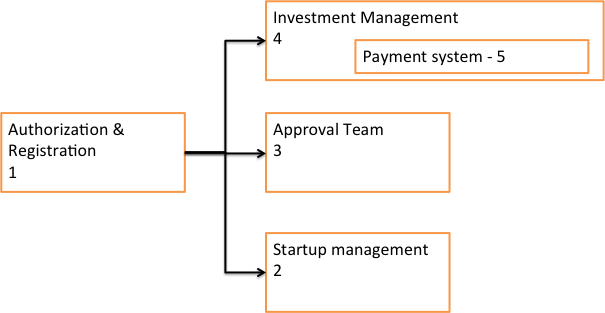 Investment Management
4
Payment system - 5
Authorization &
Registration
1
Approval Team
3
Startup management
2